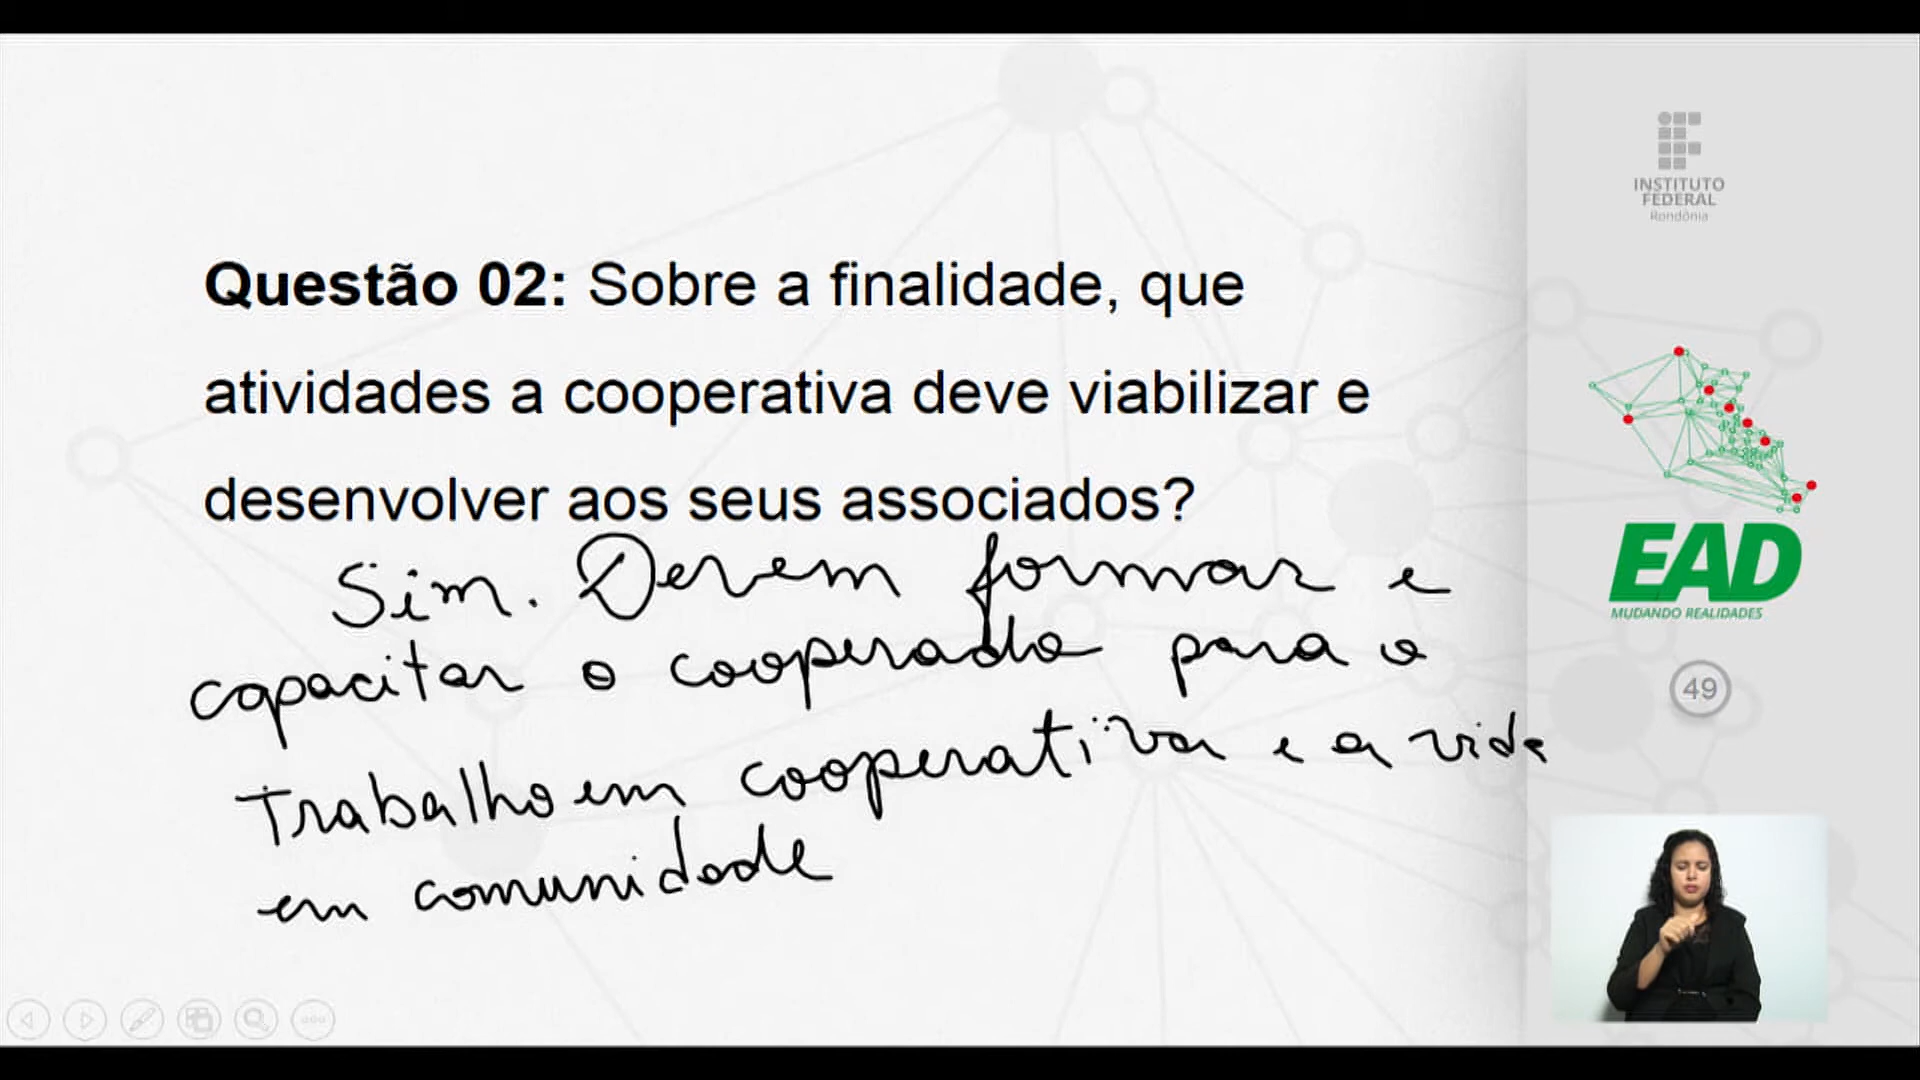 Questão 02: Sobre a finalidade, que
atividades a cooperativa deve viabilizar e
desenvolver aos seus associados?
Sim. Devem formar e
capacitar o cooperado para o
trabalho em cooperativa e a vida
em comunidade
INSTITUTO
FEDERAL
Rondônia
EAD
MUDANDO REALIDADES
49